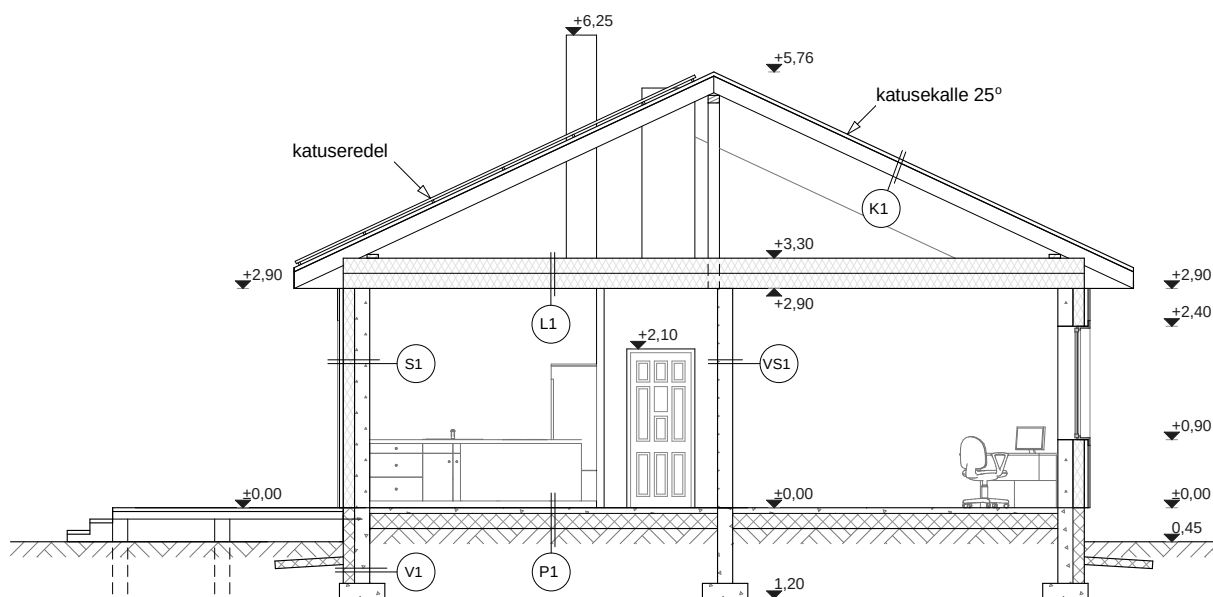 +6,25
+5,76
katusekalle 25°
katuseredel
K1
+3,30
+2,90
+2,90
+2,90
+2,40
L1
+2,10
S1
VS1
+0,90
±0,00
±0,00
±0,00
0,45
V1
P1
1,20